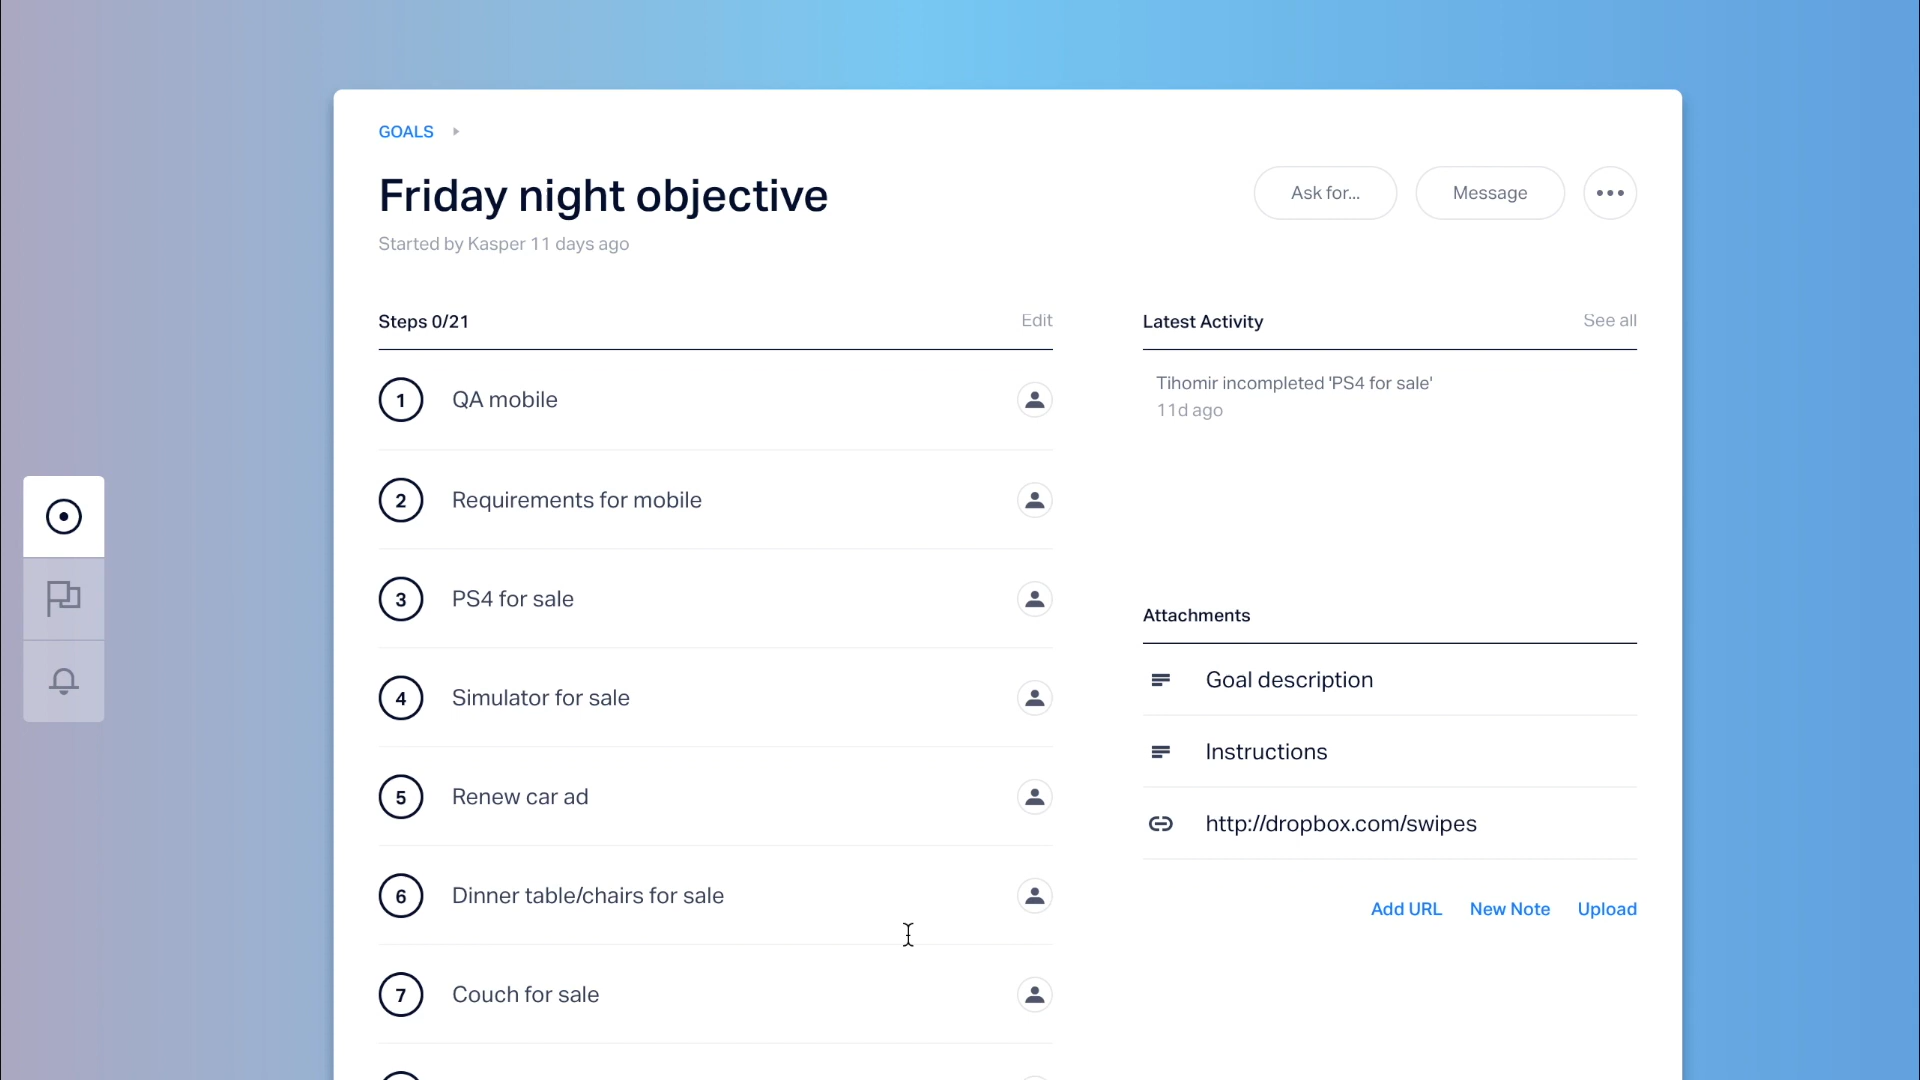 GOALS
Friday night objective
Started by Kasper 11 days ago
Ask for...
Message
Steps 0/21
Edit
1 QA mobile
2 Requirements for mobile
3 PS4 for sale
4 Simulator for sale
5 Renew car ad
6 Dinner table/chairs for sale
7 Couch for sale
Latest Activity
See all
Tihomir incompleted 'PS4 for sale'
11d ago
Attachments
Goal description
Instructions
http://dropbox.com/swipes
Add URL
New Note
Upload